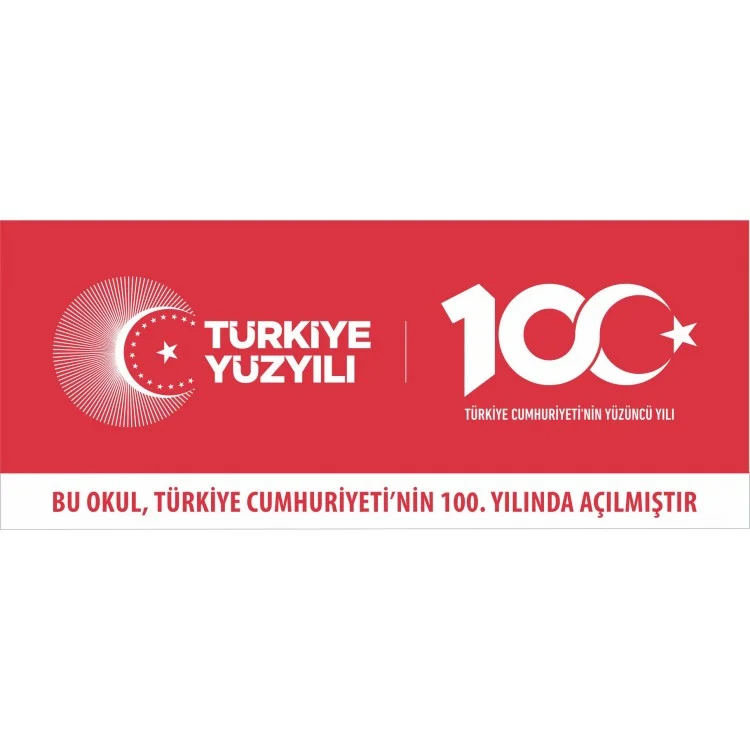 TÜRKİYE
YÜZYILI
100
TÜRKİYE CUMHURİYETİ'NİN YÜZÜNCÜ YILI
BU OKUL, TÜRKİYE CUMHURİYETİ’NİN 100. YILINDA AÇILMIŞTIR